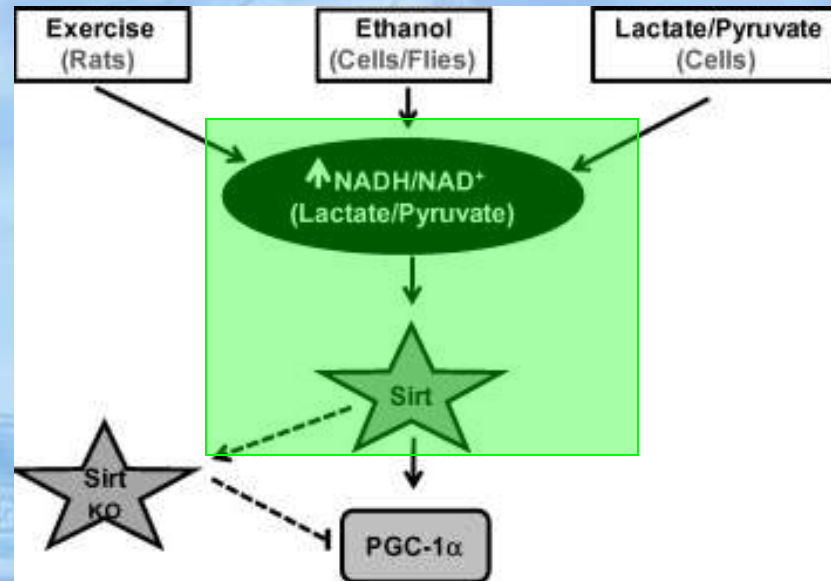 Exercise
(Rats)
Ethanol
(Cells/Flies)
Lactate/Pyruvate
(Cells)
↑NADH/NAD⁺
(Lactate/Pyruvate)
Sirt
Sirt
KO
PGC-1α